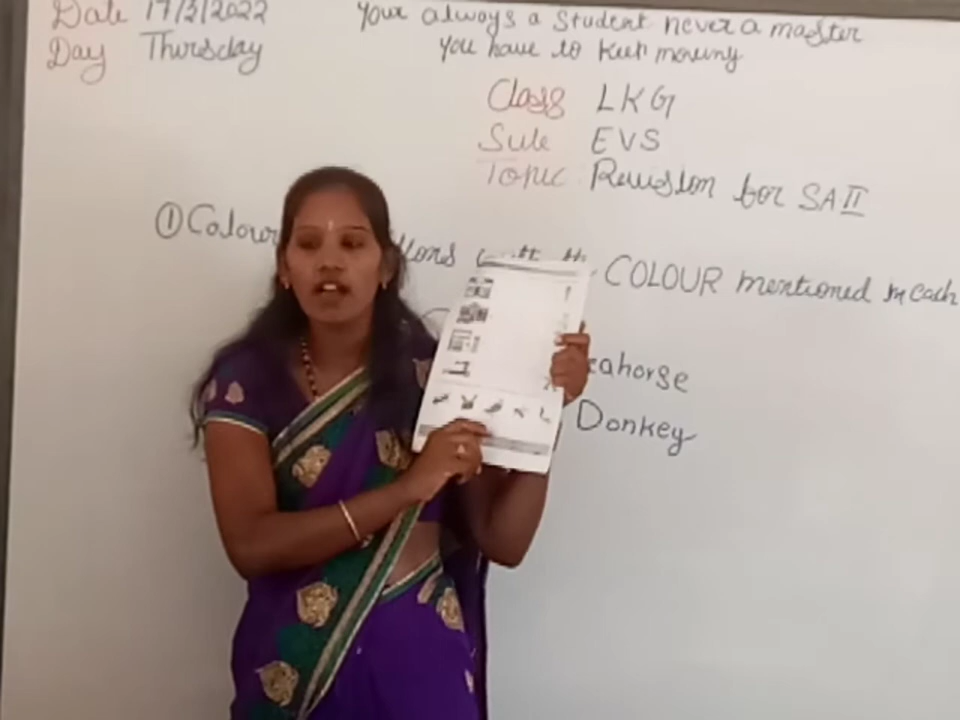 Date 17/3/2022
Your always a student never a master
Day Thursday
you have to keep moving
Class LKG
Sub EVS
Topic Revision for SA II
① Colour COLOUR mentioned in each
eahorse
Donkey